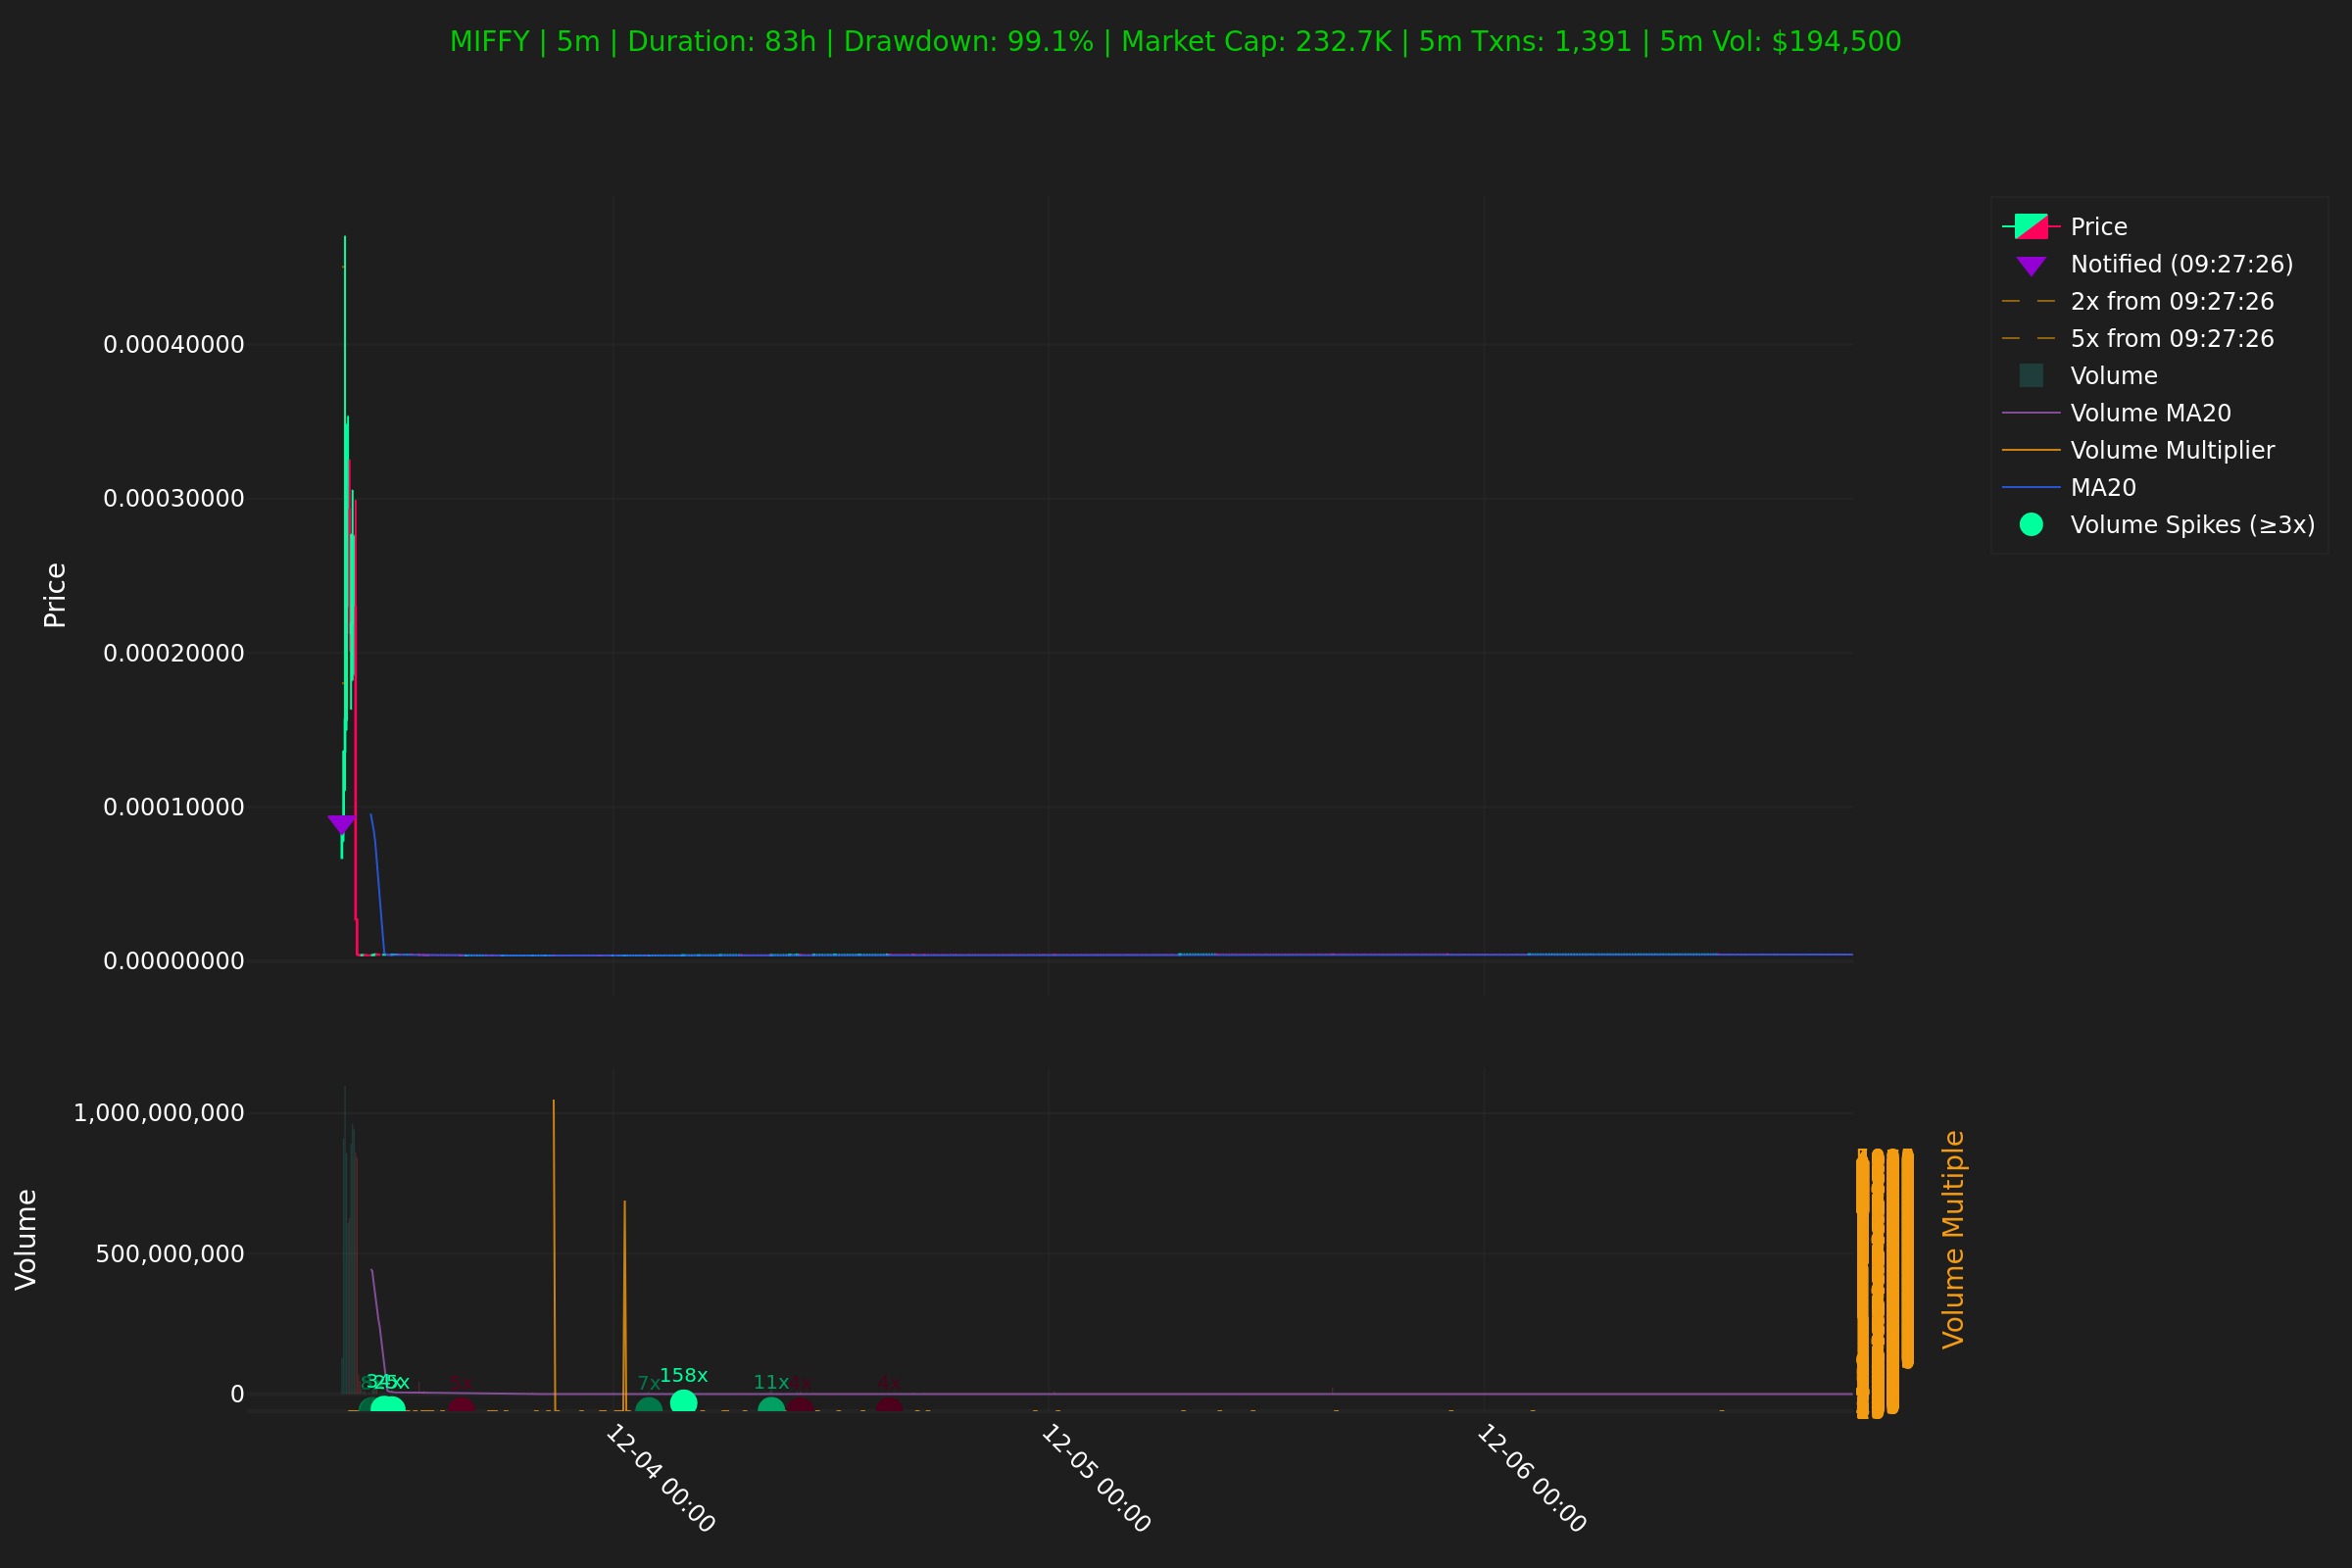 MIFFY | 5m | Duration: 83h | Drawdown: 99.1% | Market Cap: 232.7K | 5m Txns: 1,391 | 5m Vol: $194,500
Price
Notified (09:27:26)
2x from 09:27:26
5x from 09:27:26
Volume
Volume MA20
Volume Multiplier
MA20
Volume Spikes (≥3x)
Price
0.00040000
0.00030000
0.00020000
0.00010000
0.00000000
Volume
1,000,000,000
500,000,000
0
7x
158x
11x
4x
Volume Multiple
12-04 00:00
12-05 00:00
12-06 00:00